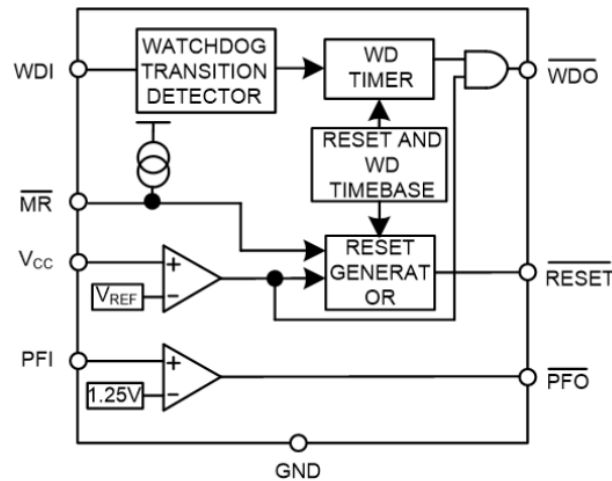 WDI
WATCHDOG
TRANSITION
DETECTOR
WD
TIMER
WDO
RESET AND
WD
TIMEBASE
MR
VCC
+
VREF
−
RESET
GENERAT
OR
RESET
PFI
+
1.25V
−
PFO
GND